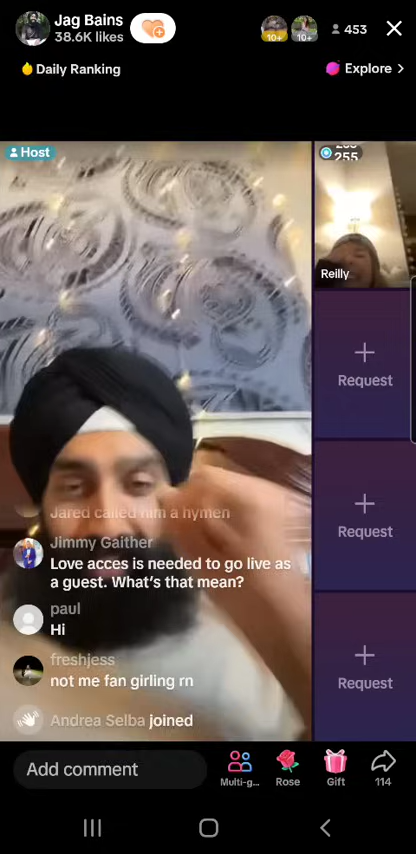 Jag Bains
38.6K likes
10+
10+
453
Daily Ranking
Explore >
Host
255
Reilly
Request
Request
Request
Jared called him a hymen
Jimmy Gaither
Love acces is needed to go live as
a guest. What's that mean?
paul
Hi
freshjess
not me fan girling rn
Andrea Selba joined
Add comment
Multi-g...
Rose
Gift
114